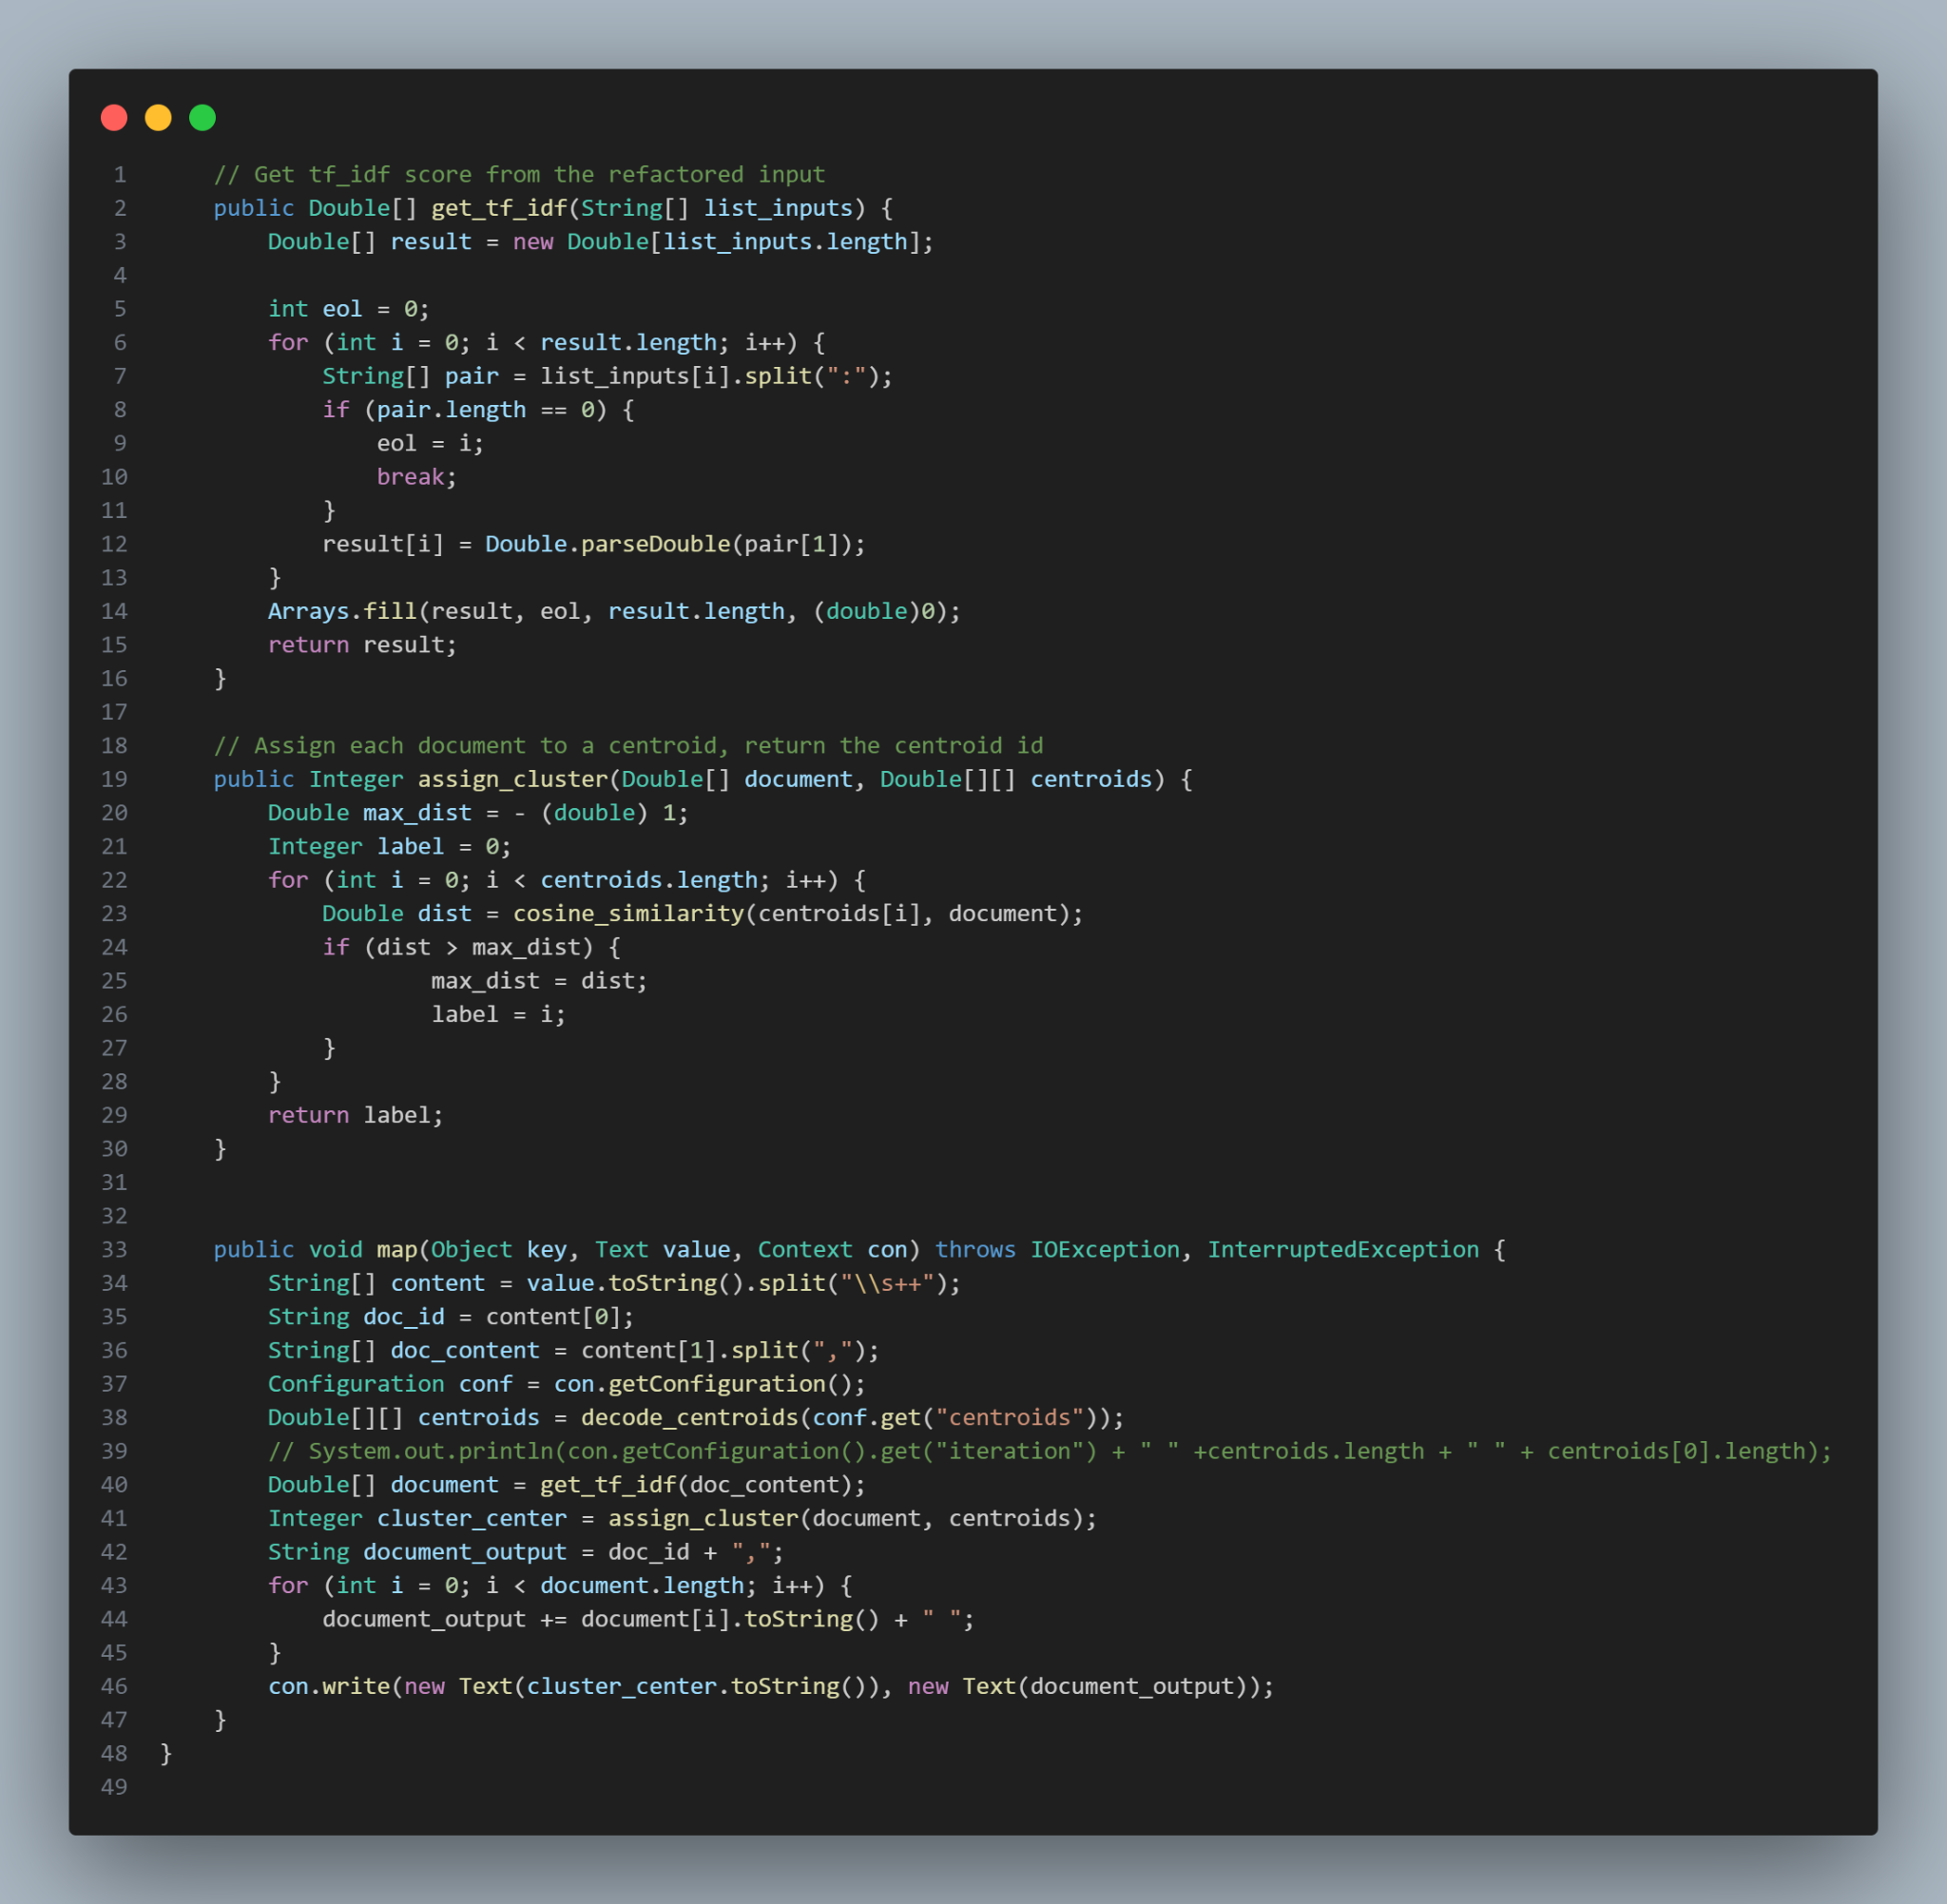 1 // Get tf_idf score from the refactored input
2 public Double[] get_tf_idf(String[] list_inputs) {
3 Double[] result = new Double[list_inputs.length];
4
5 int eol = 0;
6 for (int i = 0; i < result.length; i++) {
7 String[] pair = list_inputs[i].split(":");
8 if (pair.length == 0) {
9 eol = i;
10 break;
11 }
12 result[i] = Double.parseDouble(pair[1]);
13 }
14 Arrays.fill(result, eol, result.length, (double)0);
15 return result;
16 }
17
18 // Assign each document to a centroid, return the centroid id
19 public Integer assign_cluster(Double[] document, Double[][] centroids) {
20 Double max_dist = - (double) 1;
21 Integer label = 0;
22 for (int i = 0; i < centroids.length; i++) {
23 Double dist = cosine_similarity(centroids[i], document);
24 if (dist > max_dist) {
25 max_dist = dist;
26 label = i;
27 }
28 }
29 return label;
30 }
31
32
33 public void map(Object key, Text value, Context con) throws IOException, InterruptedException {
34 String[] content = value.toString().split("\\s++");
35 String doc_id = content[0];
36 String[] doc_content = content[1].split(",");
37 Configuration conf = con.getConfiguration();
38 Double[][] centroids = decode_centroids(conf.get("centroids"));
39 // System.out.println(con.getConfiguration().get("iteration") + " " +centroids.length + " " + centroids[0].length);
40 Double[] document = get_tf_idf(doc_content);
41 Integer cluster_center = assign_cluster(document, centroids);
42 String document_output = doc_id + ",";
43 for (int i = 0; i < document.length; i++) {
44 document_output += document[i].toString() + " ";
45 }
46 con.write(new Text(cluster_center.toString()), new Text(document_output));
47 }
48 }
49